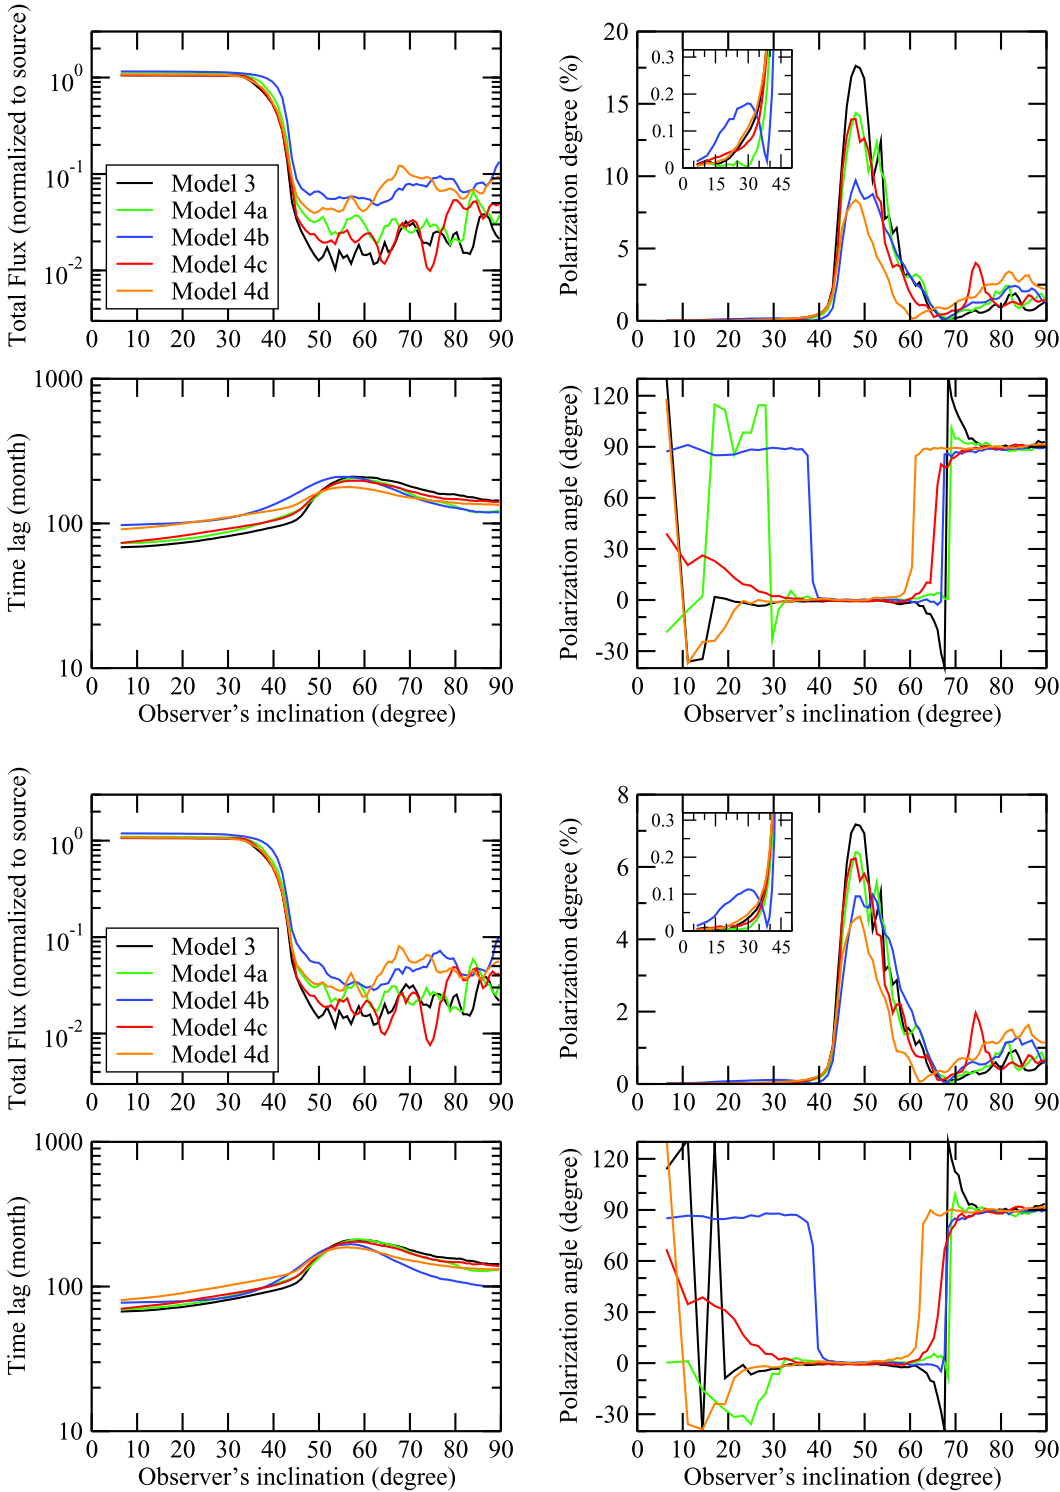 Total Flux (normalized to source)
10^0
10^-1
10^-2
Model 3
Model 4a
Model 4b
Model 4c
Model 4d
0 10 20 30 40 50 60 70 80 90
Polarization degree (%)
20
15
10
5
0
0.3
0.2
0.1
0
0 15 30 45
0 10 20 30 40 50 60 70 80 90
Time lag (month)
1000
100
10
0 10 20 30 40 50 60 70 80 90
Observer's inclination (degree)
Polarization angle (degree)
120
90
60
30
0
-30
0 10 20 30 40 50 60 70 80 90
Observer's inclination (degree)
Total Flux (normalized to source)
10^0
10^-1
10^-2
Model 3
Model 4a
Model 4b
Model 4c
Model 4d
0 10 20 30 40 50 60 70 80 90
Polarization degree (%)
8
6
4
2
0
0.3
0.2
0.1
0
0 15 30 45
0 10 20 30 40 50 60 70 80 90
Time lag (month)
1000
100
10
0 10 20 30 40 50 60 70 80 90
Observer's inclination (degree)
Polarization angle (degree)
120
90
60
30
0
-30
0 10 20 30 40 50 60 70 80 90
Observer's inclination (degree)